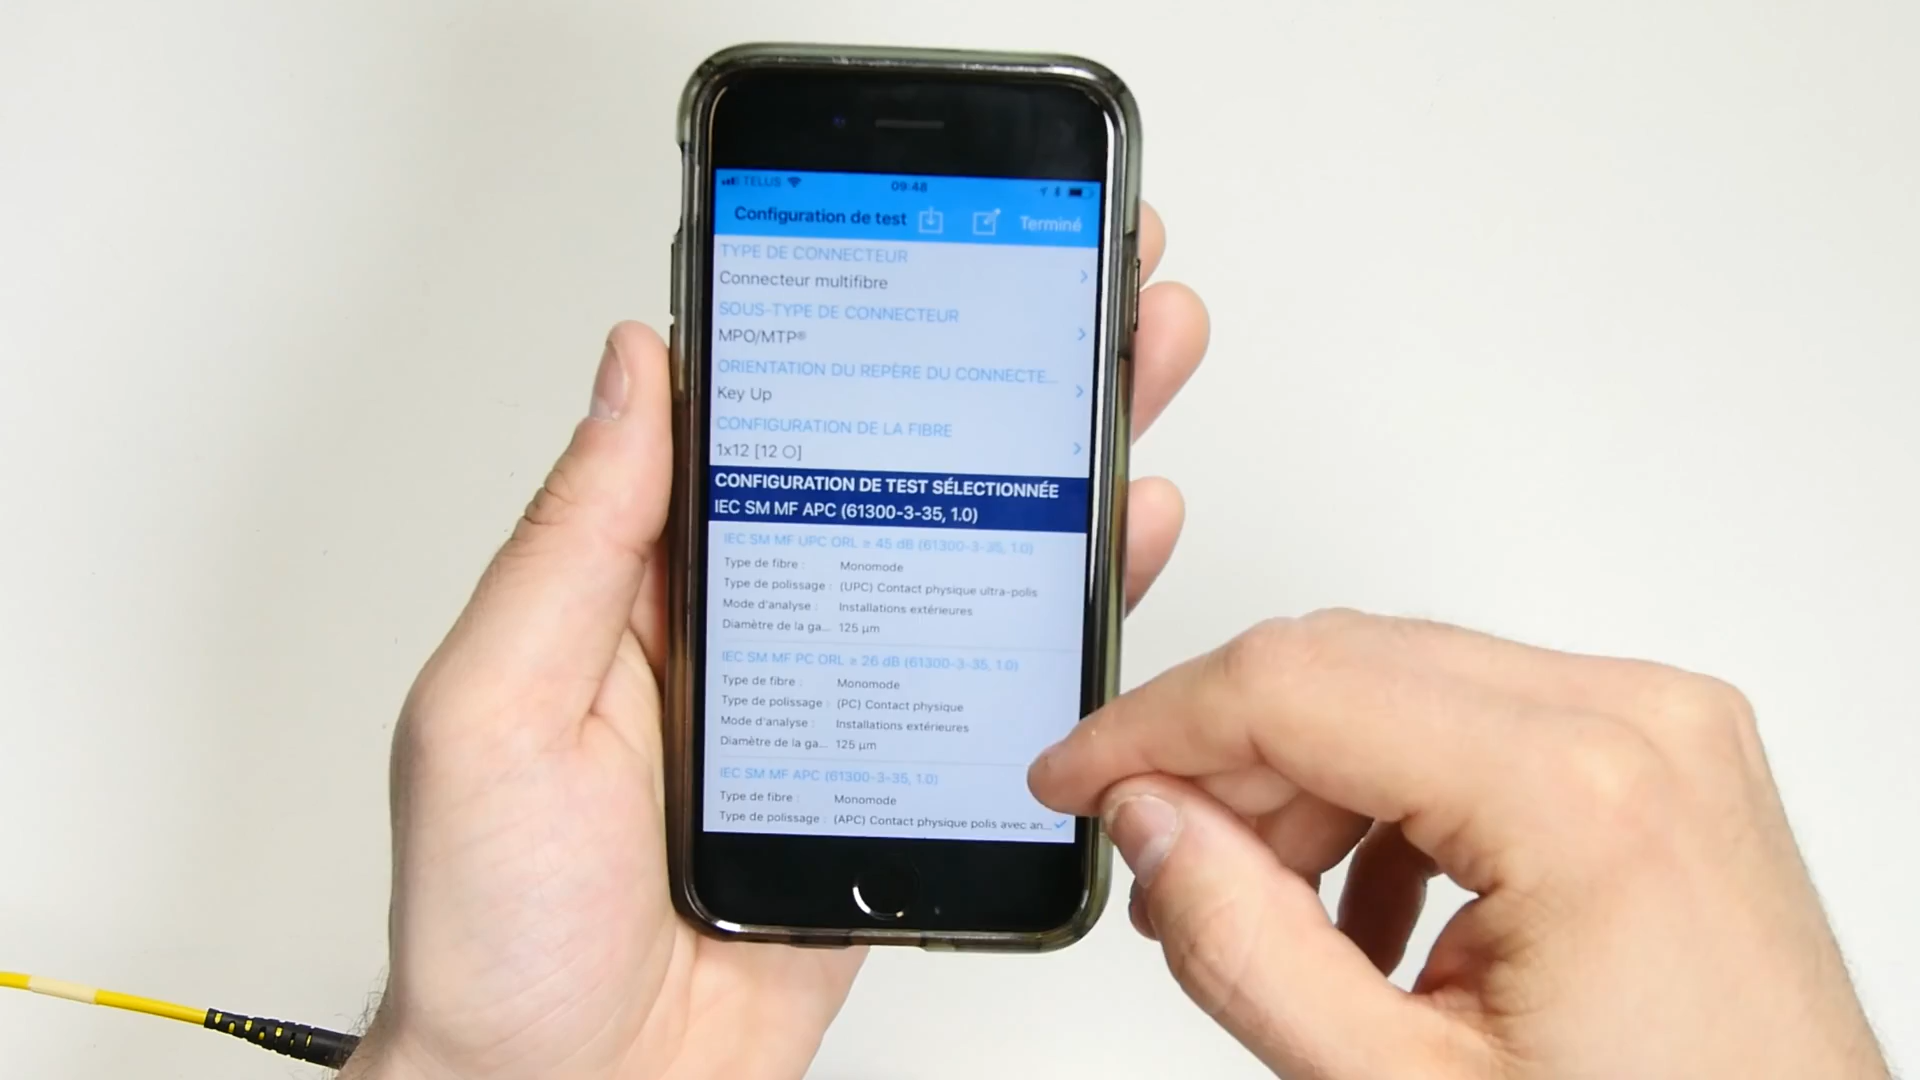 TELUS 09:48
Configuration de test Terminé
TYPE DE CONNECTEUR
Connecteur multifibre
SOUS-TYPE DE CONNECTEUR
MPO/MTP®
ORIENTATION DU REPÈRE DU CONNECTE...
Key Up
CONFIGURATION DE LA FIBRE
1x12 [12 O]
CONFIGURATION DE TEST SÉLECTIONNÉE
IEC SM MF APC (61300-3-35, 1.0)
IEC SM MF UPC ORL ≥ 45 dB (61300-3-35, 1.0)
Type de fibre : Monomode
Type de polissage : (UPC) Contact physique ultra-polis
Mode d'analyse : Installations extérieures
Diamètre de la ga... 125 µm
IEC SM MF PC ORL ≥ 26 dB (61300-3-35, 1.0)
Type de fibre : Monomode
Type de polissage : (PC) Contact physique
Mode d'analyse : Installations extérieures
Diamètre de la ga... 125 µm
IEC SM MF APC (61300-3-35, 1.0)
Type de fibre : Monomode
Type de polissage : (APC) Contact physique polis avec an...